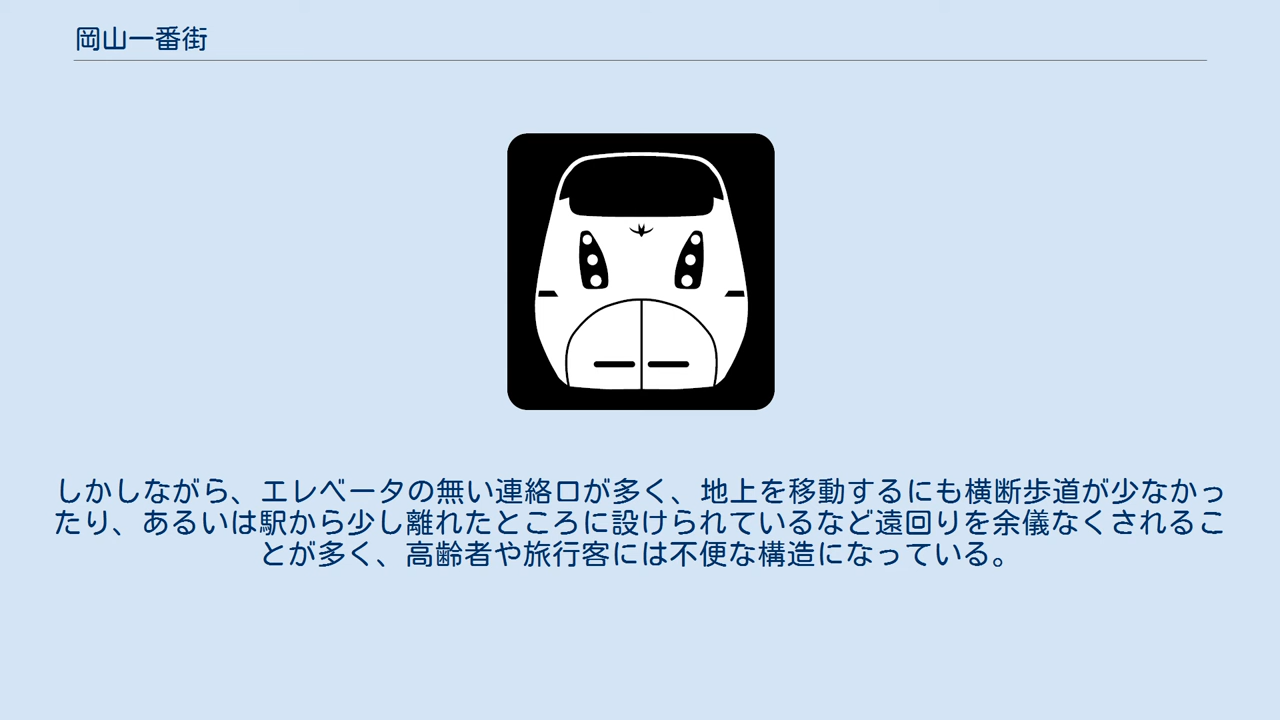 岡山一番街
しかしながら、エレベータの無い連絡口が多く、地上を移動するにも横断歩道が少なかっ
たり、あるいは駅から少し離れたところに設けられているなど遠回りを余儀なくされるこ
とが多く、高齢者や旅行客には不便な構造になっている。